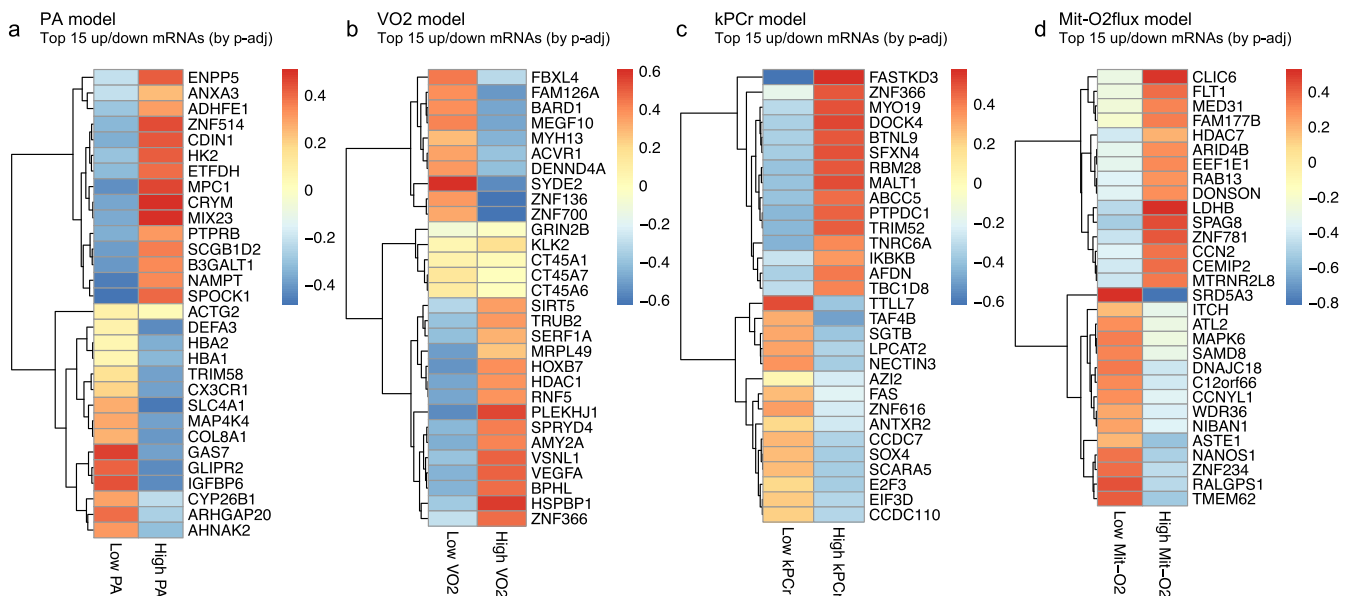 a
PA model
Top 15 up/down mRNAs (by p-adj)
ENPP5
ANXA3
ADHFE1
ZNF514
CDIN1
HK2
ETFDH
MPC1
CRYM
MIX23
PTPRB
SCGB1D2
B3GALT1
NAMPT
SPOCK1
ACTG2
DEFA3
HBA2
HBA1
TRIM58
CX3CR1
SLC4A1
MAP4K4
COL8A1
GAS7
GLIPR2
IGFBP6
CYP26B1
ARHGAP20
AHNAK2
Low PA
High PA
0.4
0.2
0
−0.2
−0.4
b
VO2 model
Top 15 up/down mRNAs (by p-adj)
FBXL4
FAM126A
BARD1
MEGF10
MYH13
ACVR1
DENND4A
SYDE2
ZNF136
ZNF700
GRIN2B
KLK2
CT45A1
CT45A7
CT45A6
SIRT5
TRUB2
SERF1A
MRPL49
HOXB7
HDAC1
RNF5
PLEKHJ1
SPRYD4
AMY2A
VSNL1
VEGFA
BPHL
HSPBP1
ZNF366
Low VO2
High VO2
0.6
0.4
0.2
0
−0.2
−0.4
−0.6
c
kPCr model
Top 15 up/down mRNAs (by p-adj)
FASTKD3
ZNF366
MYO19
DOCK4
BTNL9
SFXN4
RBM28
MALT1
ABCC5
PTPDC1
TRIM52
TNRC6A
IKBKB
AFDN
TBC1D8
TTLL7
TAF4B
SGTB
LPCAT2
NECTIN3
AZI2
FAS
ZNF616
ANTXR2
CCDC7
SOX4
SCARA5
E2F3
EIF3D
CCDC110
Low kPCr
High kPCr
0.4
0.2
0
−0.2
−0.4
−0.6
d
Mit-O2flux model
Top 15 up/down mRNAs (by p-adj)
CLIC6
FLT1
MED31
FAM177B
HDAC7
ARID4B
EEF1E1
RAB13
DONSON
LDHB
SPAG8
ZNF781
CCN2
CEMIP2
MTRNR2L8
SRD5A3
ITCH
ATL2
MAPK6
SAMD8
DNAJC18
C12orf66
CCNYL1
WDR36
NIBAN1
ASTE1
NANOS1
ZNF234
RALGPS1
TMEM62
Low Mit−O2
High Mit−O2
0.4
0.2
0
−0.2
−0.4
−0.6
−0.8